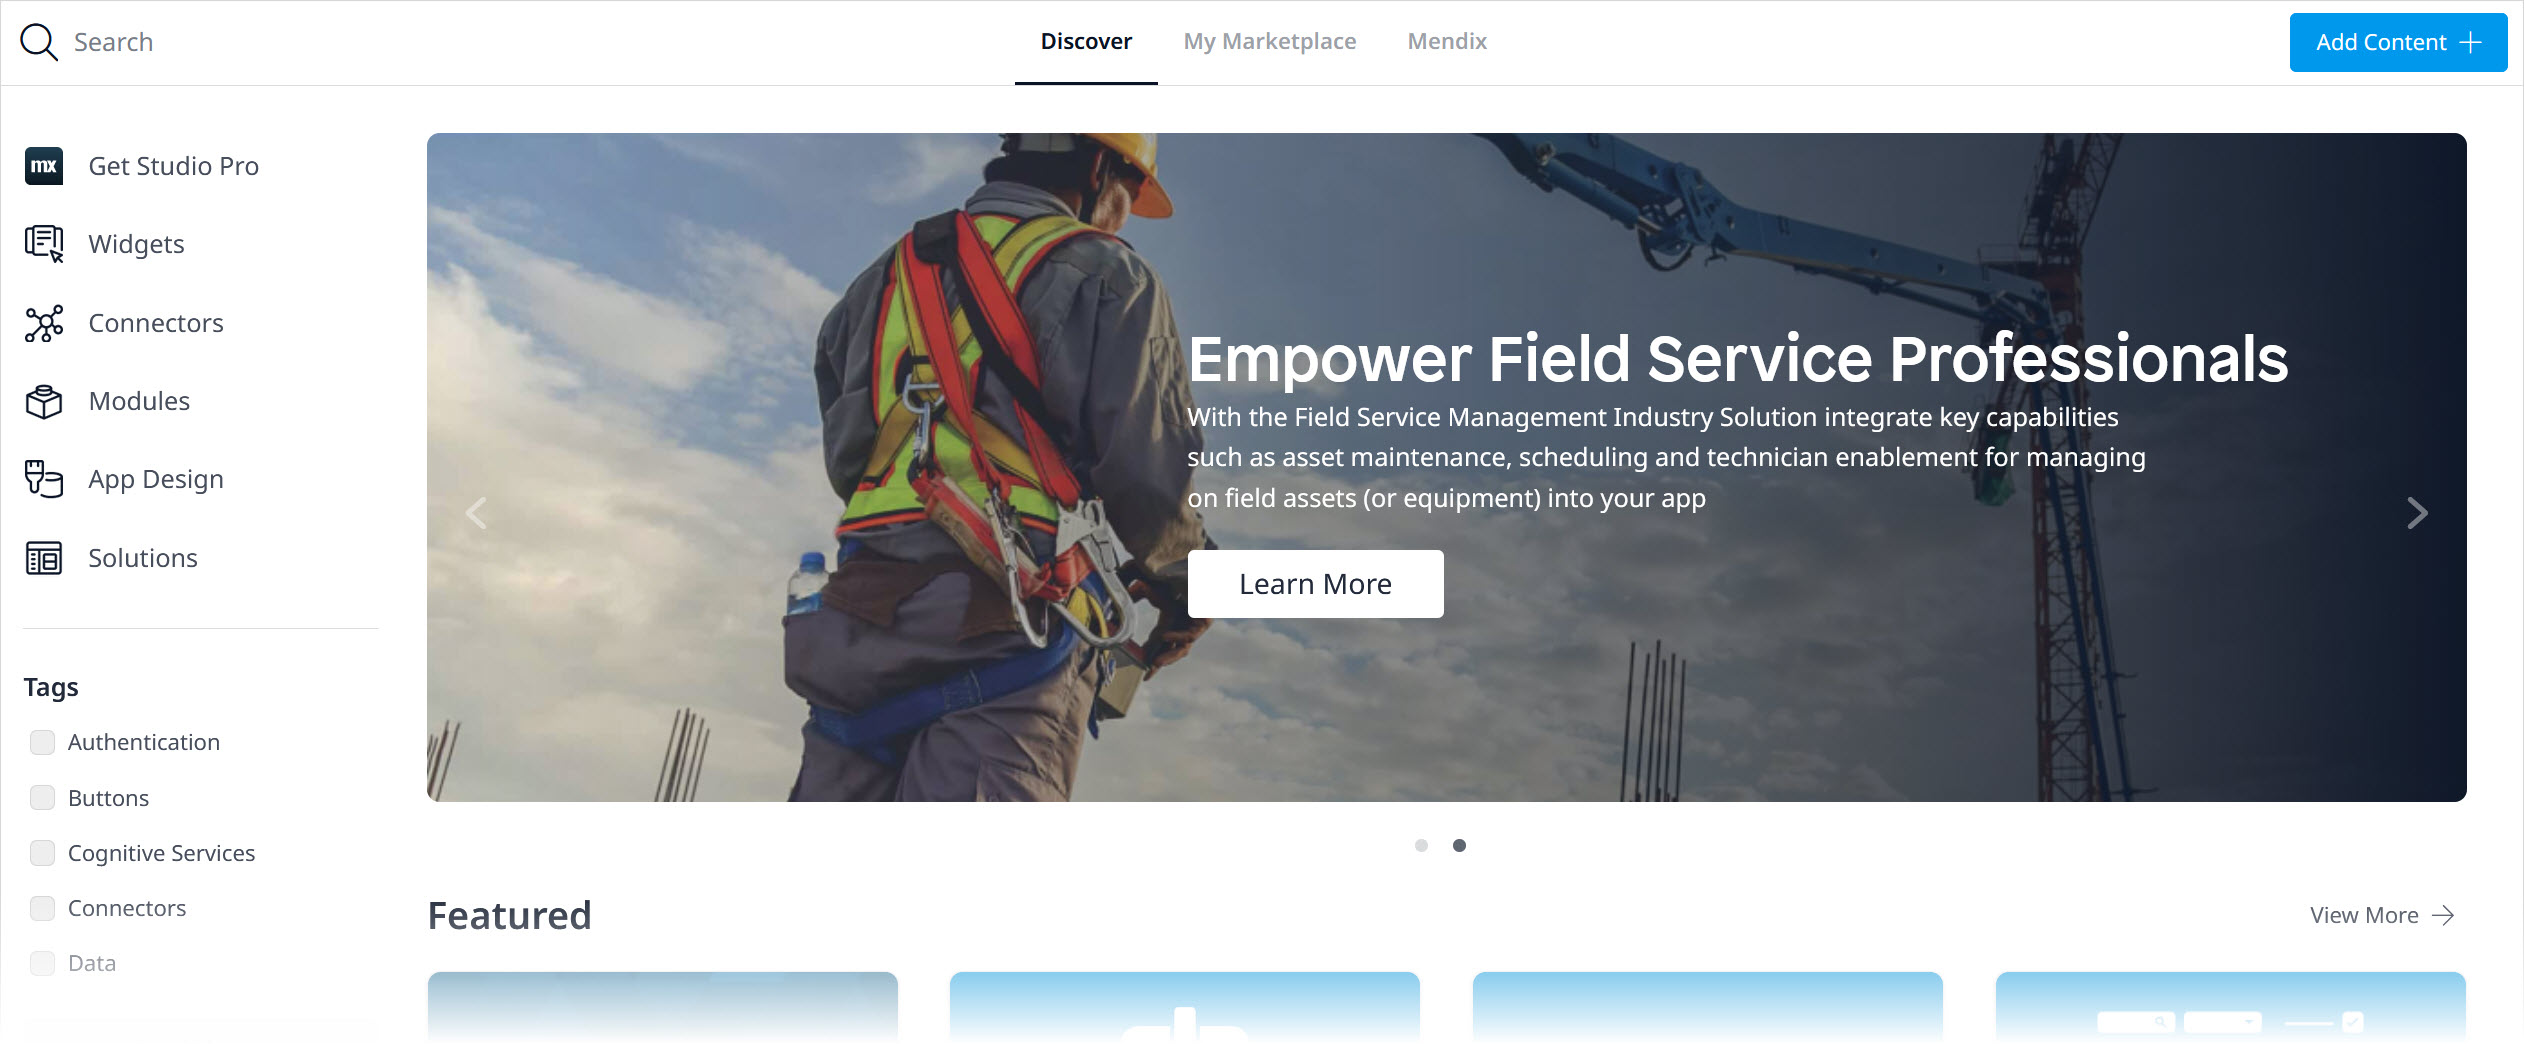 Search
Discover
My Marketplace
Mendix
Add Content
mx
Get Studio Pro
Widgets
Connectors
Modules
App Design
Solutions
Tags
Authentication
Buttons
Cognitive Services
Connectors
Data
Empower Field Service Professionals
With the Field Service Management Industry Solution integrate key capabilities
such as asset maintenance, scheduling and technician enablement for managing
on field assets (or equipment) into your app
Learn More
Featured
View More